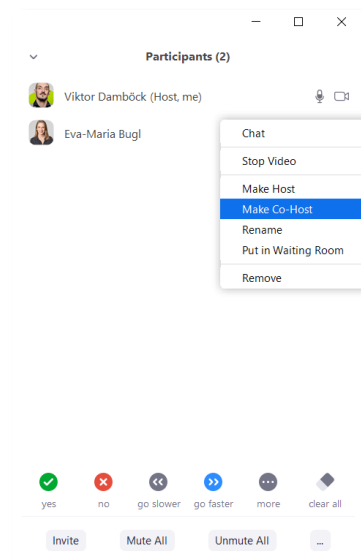 Participants (2)
Viktor Damböck (Host, me)
Eva-Maria Bugl
Chat
Stop Video
Make Host
Make Co-Host
Rename
Put in Waiting Room
Remove
yes no go slower go faster more clear all
Invite Mute All Unmute All ...